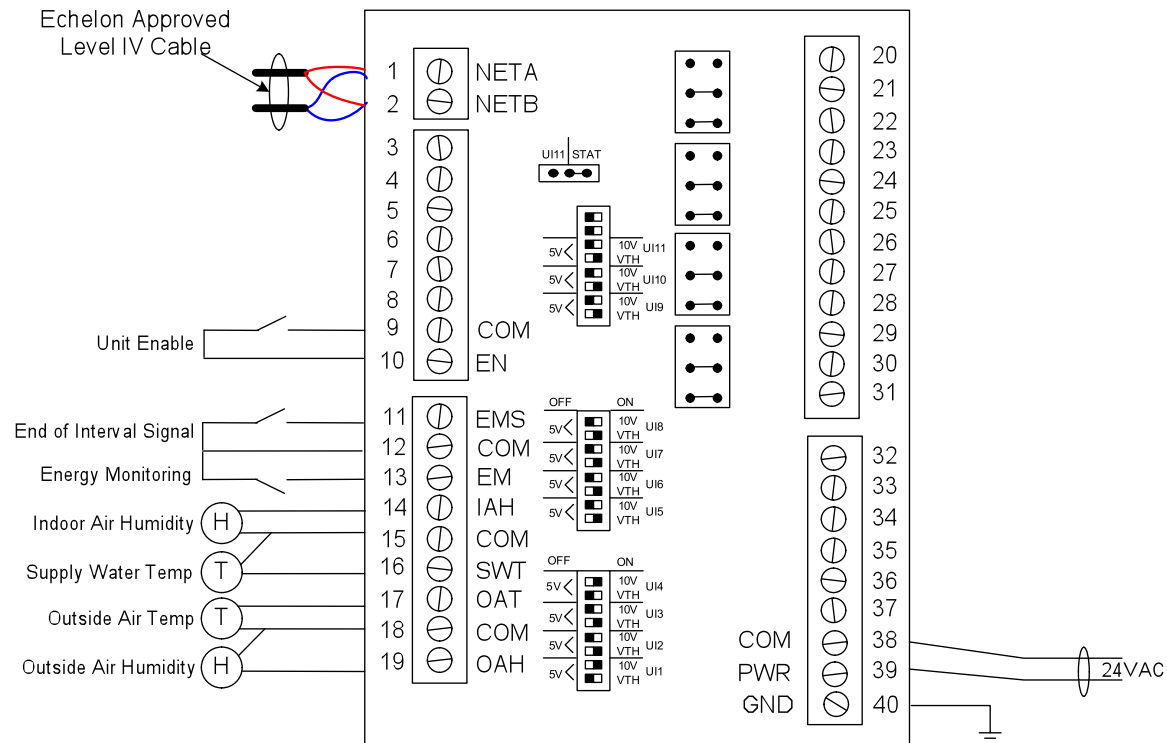 Echelon Approved
Level IV Cable
1 NETA
2 NETB
3
4
5
6
7
8
9 COM
10 EN
Unit Enable
11 EMS
12 COM
13 EM
14 IAH
15 COM
16 SWT
17 OAT
18 COM
19 OAH
End of Interval Signal
Energy Monitoring
Indoor Air Humidity
H
Supply Water Temp
T
Outside Air Temp
T
Outside Air Humidity
H
UI11 STAT
5V 10V UI11
VTH
5V 10V UI10
VTH
5V 10V UI9
VTH
OFF ON
5V 10V UI8
VTH
5V 10V UI7
VTH
5V 10V UI6
VTH
5V 10V UI5
VTH
OFF ON
5V 10V UI4
VTH
5V 10V UI3
VTH
5V 10V UI2
VTH
5V 10V UI1
VTH
20
21
22
23
24
25
26
27
28
29
30
31
32
33
34
35
36
37
COM 38
PWR 39
GND 40
24VAC